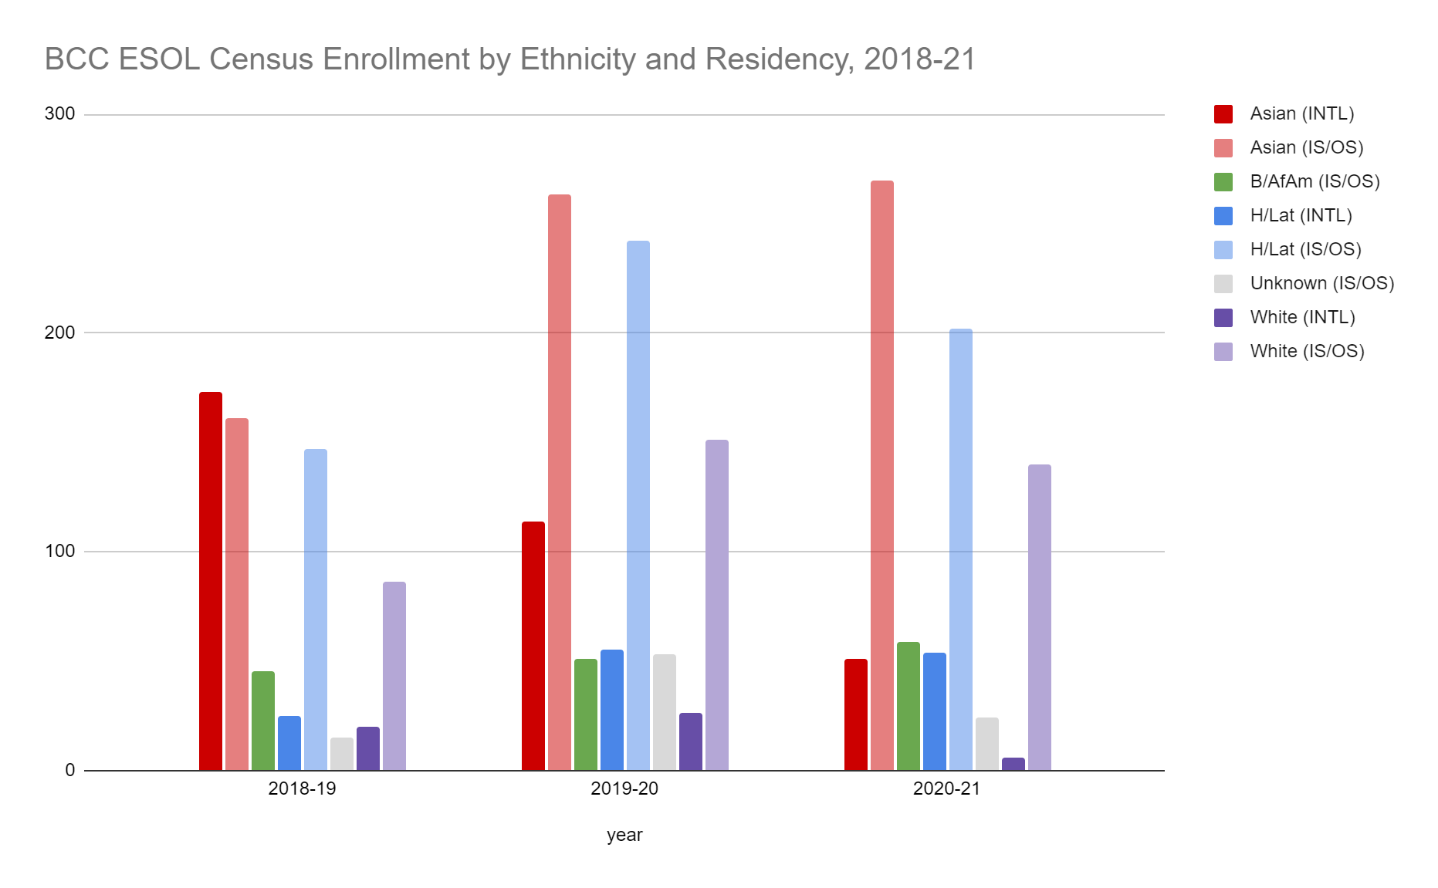 BCC ESOL Census Enrollment by Ethnicity and Residency, 2018-21
300
200
100
0
2018-19
2019-20
2020-21
year
Asian (INTL)
Asian (IS/OS)
B/AfAm (IS/OS)
H/Lat (INTL)
H/Lat (IS/OS)
Unknown (IS/OS)
White (INTL)
White (IS/OS)